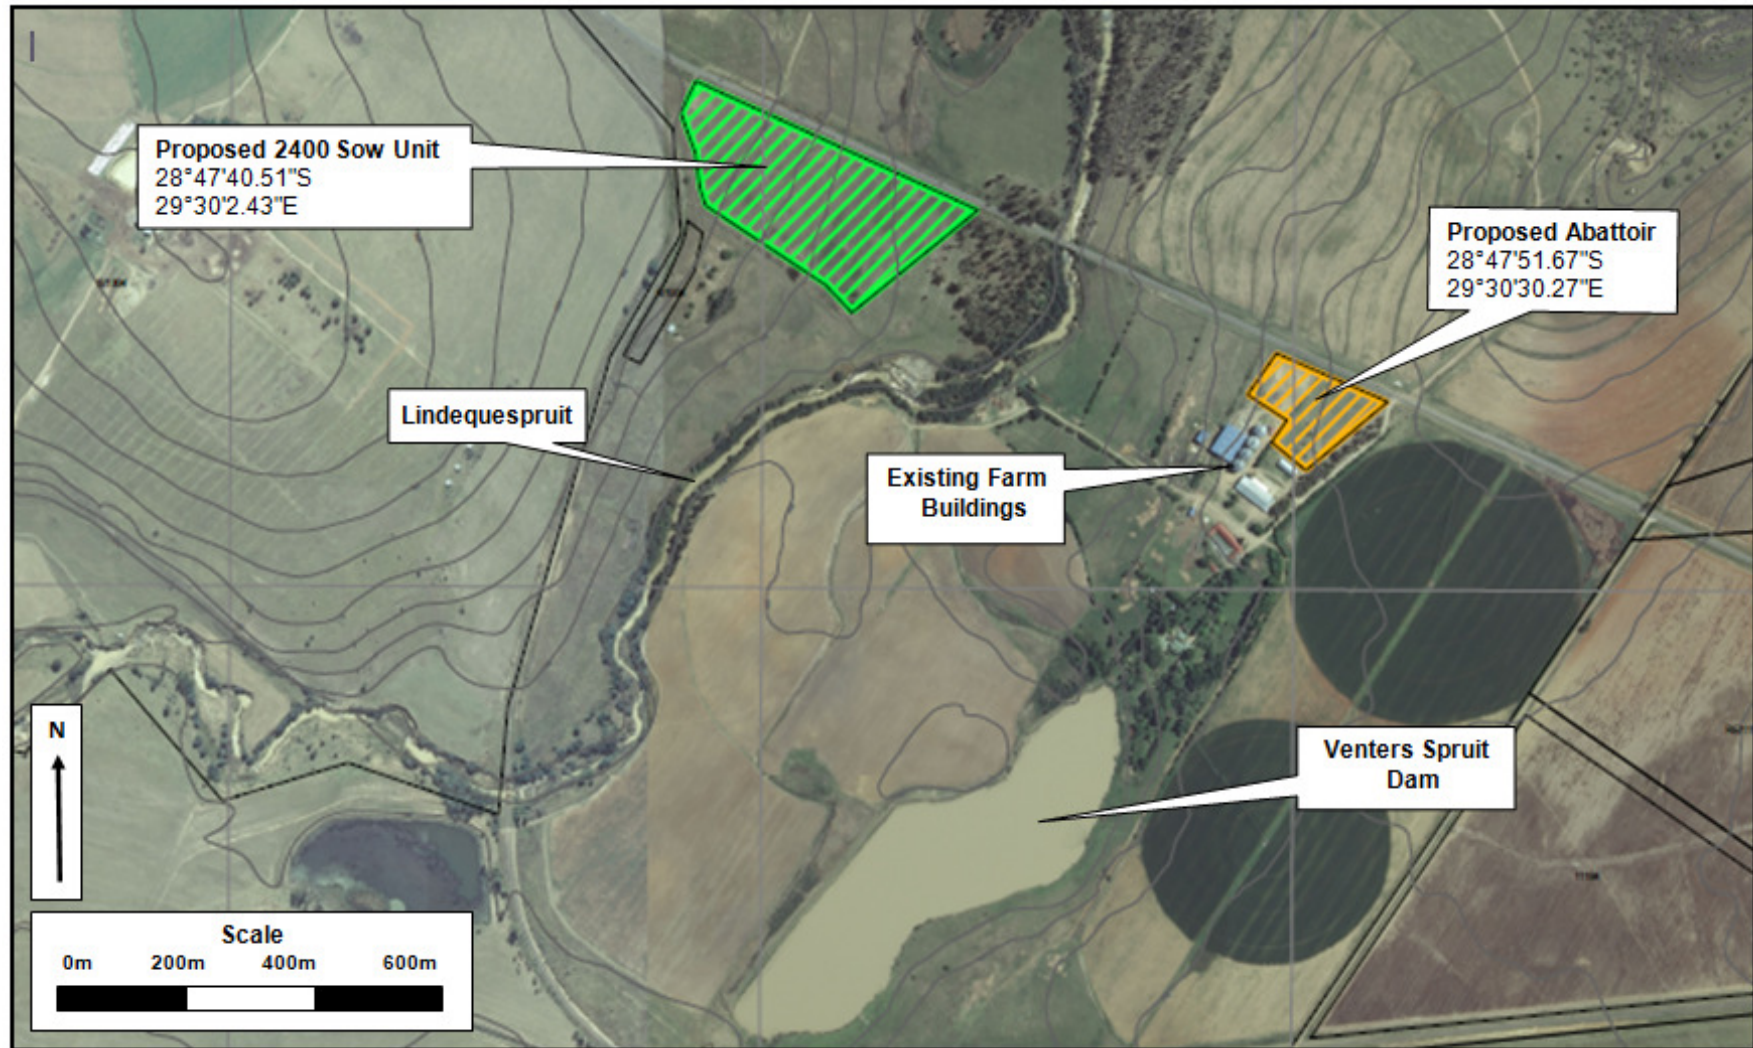 Proposed 2400 Sow Unit
28°47'40.51"S
29°30'2.43"E
Proposed Abattoir
28°47'51.67"S
29°30'30.27"E
Lindequespruit
Existing Farm
Buildings
Venters Spruit
Dam
N
Scale
0m 200m 400m 600m